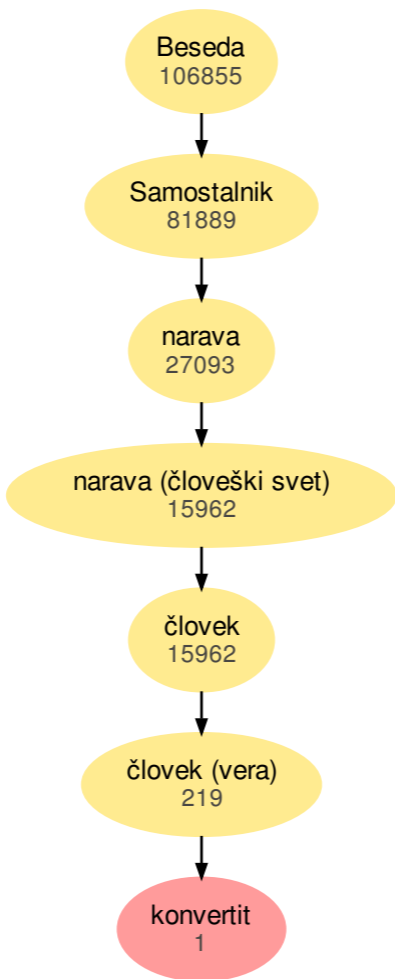 Beseda
106855
Samostalnik
81889
narava
27093
narava (človeški svet)
15962
človek
15962
človek (vera)
219
konvertit
1